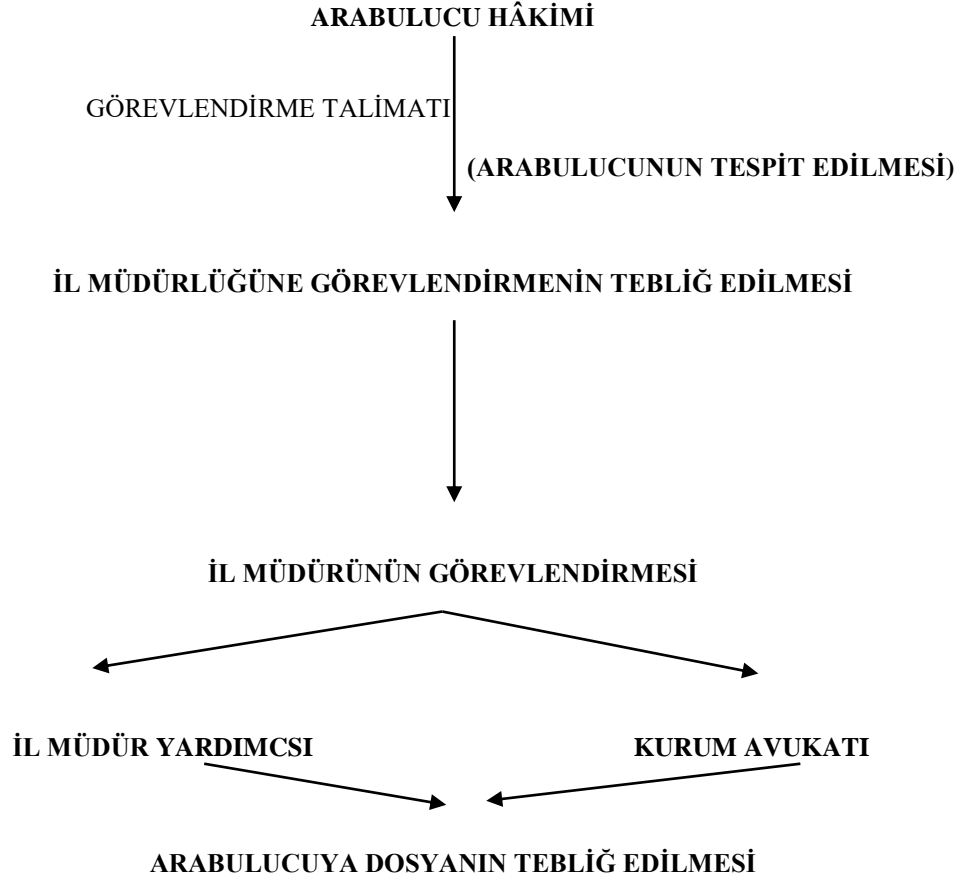 ARABULUCU HÂKİMİ
GÖREVLENDİRME TALİMATI
(ARABULUCUNUN TESPİT EDİLMESİ)
İL MÜDÜRLÜĞÜNE GÖREVLENDİRMENİN TEBLİĞ EDİLMESİ
İL MÜDÜRÜNÜN GÖREVLENDİRMESİ
İL MÜDÜR YARDIMCSI
KURUM AVUKATI
ARABULUCUYA DOSYANIN TEBLİĞ EDİLMESİ